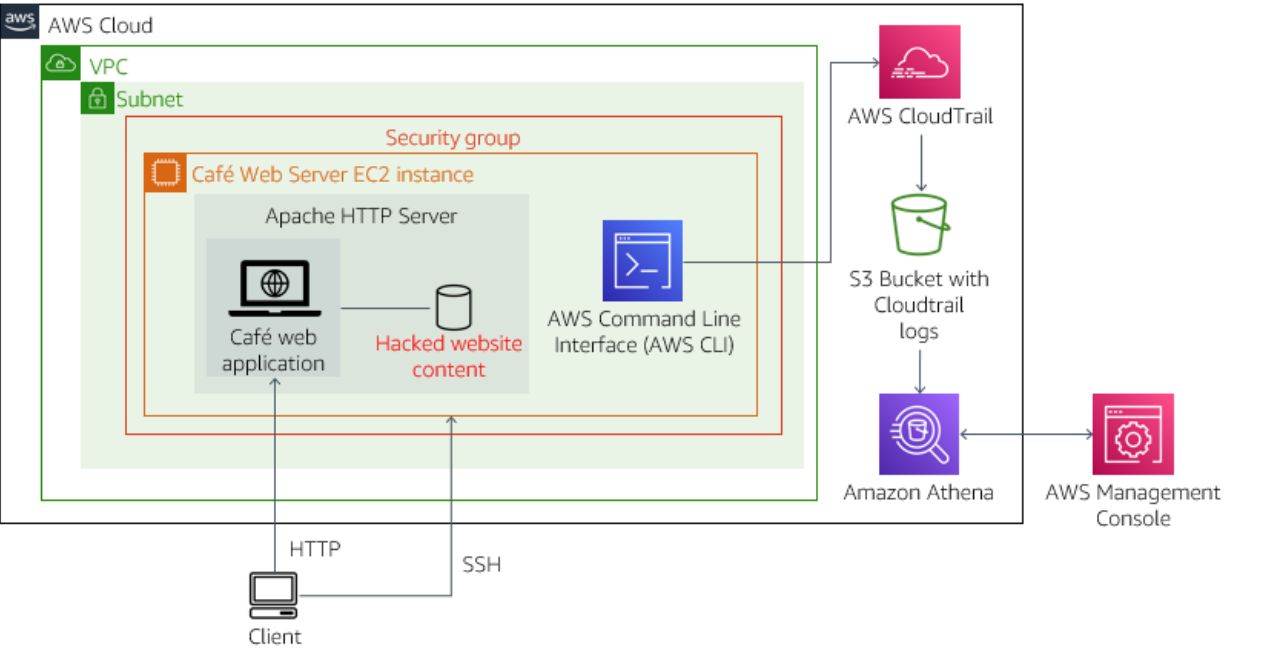 aws
AWS Cloud
VPC
Subnet
Security group
Café Web Server EC2 instance
Apache HTTP Server
Café web
application
Hacked website
content
AWS Command Line
Interface (AWS CLI)
AWS CloudTrail
S3 Bucket with
Cloudtrail
logs
Amazon Athena
AWS Management
Console
HTTP
SSH
Client